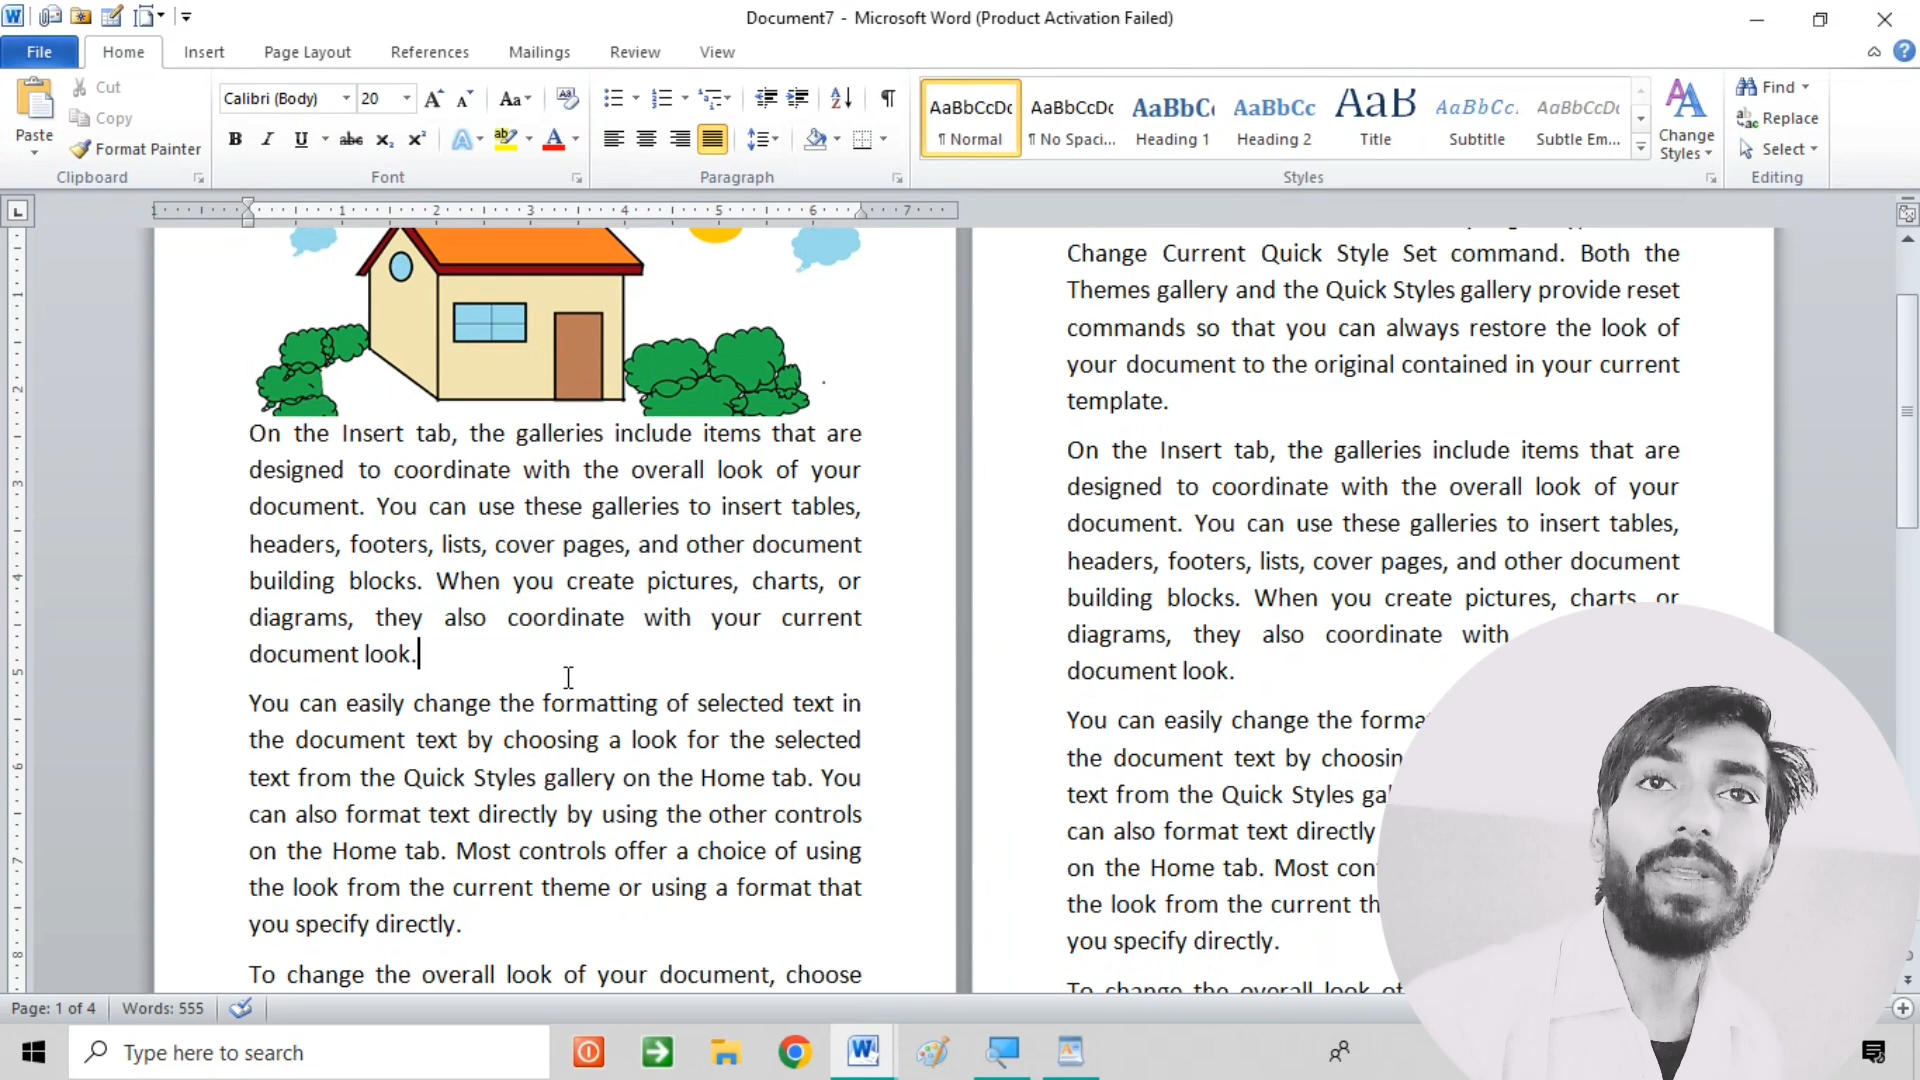 Document7 - Microsoft Word (Product Activation Failed)
File Home Insert Page Layout References Mailings Review View
Paste
Cut
Copy
Format Painter
Clipboard
Calibri (Body) 20
Font
Paragraph
AaBbCcDc AaBbCcDc AaBbC AaBbCc AaB AaBbCc. AaBbCcDc
¶ Normal ¶ No Spaci... Heading 1 Heading 2 Title Subtitle Subtle Em...
Change
Styles
Styles
Find
Replace
Select
Editing
1 1 2 3 4 5 6 7
On the Insert tab, the galleries include items that are
designed to coordinate with the overall look of your
document. You can use these galleries to insert tables,
headers, footers, lists, cover pages, and other document
building blocks. When you create pictures, charts, or
diagrams, they also coordinate with your current
document look.
You can easily change the formatting of selected text in
the document text by choosing a look for the selected
text from the Quick Styles gallery on the Home tab. You
can also format text directly by using the other controls
on the Home tab. Most controls offer a choice of using
the look from the current theme or using a format that
you specify directly.
To change the overall look of your document, choose
Change Current Quick Style Set command. Both the
Themes gallery and the Quick Styles gallery provide reset
commands so that you can always restore the look of
your document to the original contained in your current
template.
On the Insert tab, the galleries include items that are
designed to coordinate with the overall look of your
document. You can use these galleries to insert tables,
headers, footers, lists, cover pages, and other document
building blocks. When you create pictures, charts, or
diagrams, they also coordinate with
document look.
You can easily change the forma
the document text by choosin
text from the Quick Styles gal
can also format text directly
on the Home tab. Most con
the look from the current th
you specify directly.
To change the overall look of
Page: 1 of 4 Words: 555
Type here to search